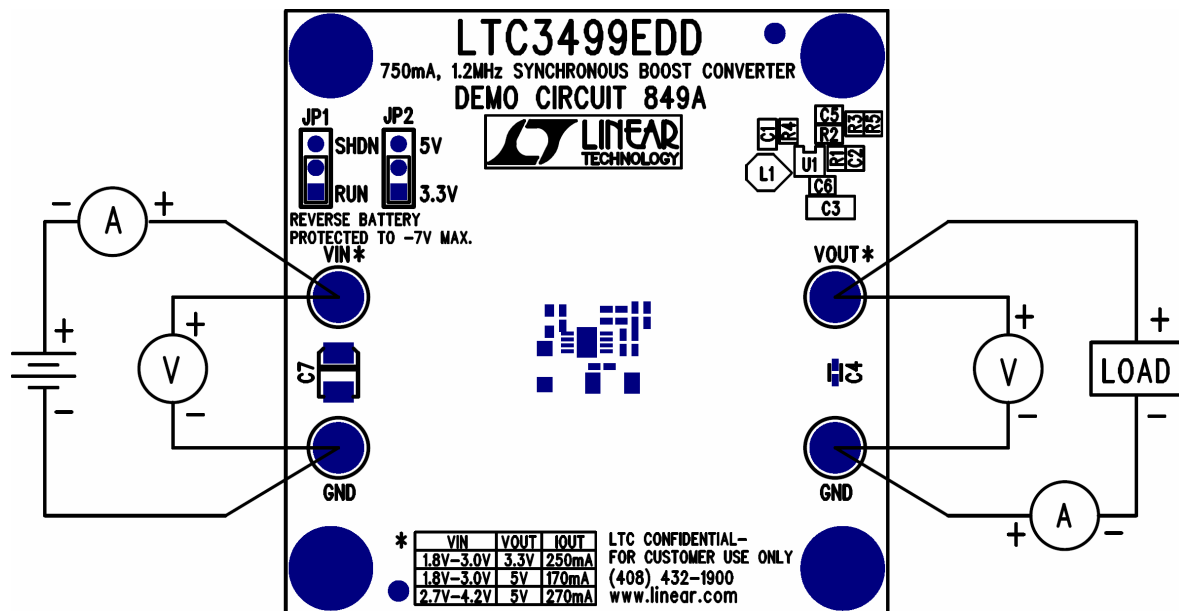 LTC3499EDD
750mA, 1.2MHz SYNCHRONOUS BOOST CONVERTER
DEMO CIRCUIT 849A
JP1
JP2
SHDN
5V
RUN
3.3V
LINEAR
TECHNOLOGY
C1
R4
C5
R2
R3
R5
L1
U1
R1
C2
C6
C3
REVERSE BATTERY
PROTECTED TO -7V MAX.
- A +
VIN*
VOUT*
+
-
+
V
-
C7
C4
+
V
-
+
LOAD
-
GND
GND
+ A -
* VIN VOUT IOUT
1.8V-3.0V 3.3V 250mA
1.8V-3.0V 5V 170mA
2.7V-4.2V 5V 270mA
LTC CONFIDENTIAL-
FOR CUSTOMER USE ONLY
(408) 432-1900
www.linear.com